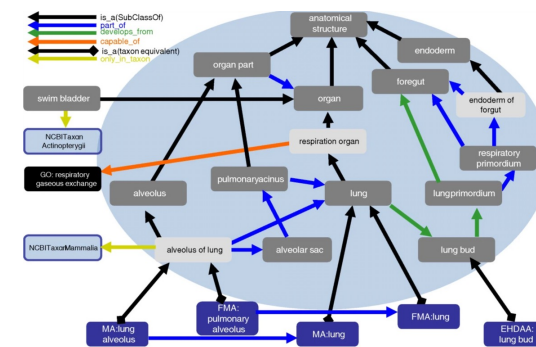 is_a(SubClassOf)
part_of
devillops_from
capable_of
is_a(taxon equivalent)
only_in_taxon
anatomical
structure
endoderm
organ part
foregut
swim bladder
organ
endoderm of
forgut
NCBITaxon
Actinopterygii
respiration organ
respiratory
primordium
GO: respiratory
gaseous exchange
alveolus
pulmonaryacinus
lung
lungprimordium
NCBITaxorMammalia
alveolus of lung
alveolar sac
lung bud
FMA:
pulmonary
alveolus
FMA:lung
MA:lung
alveolus
MA:lung
EHDAA:
lung bud